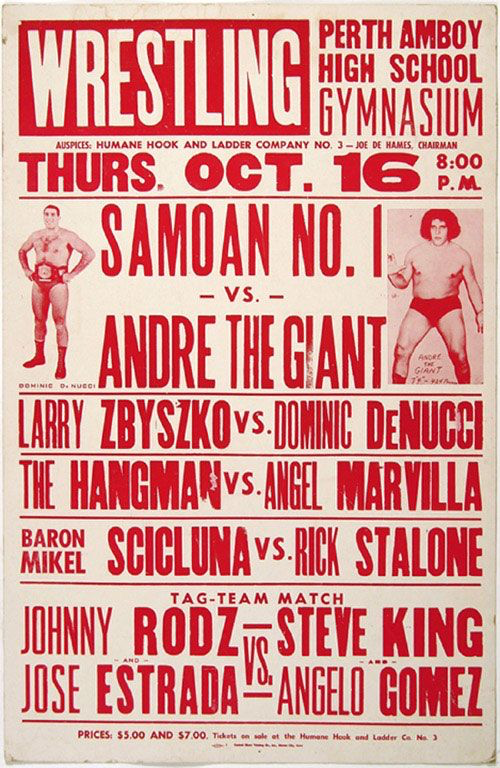 WRESTLING
PERTH AMBOY
HIGH SCHOOL
GYMNASIUM
AUSPICES: HUMANE HOOK AND LADDER COMPANY NO. 3 — JOE DE HAMES, CHAIRMAN
THURS. OCT. 16 8:00 P.M.
SAMOAN NO. 1
– VS. –
ANDRE THE GIANT
DOMINIC DeNUCCI
ANDRE
THE
GIANT
LARRY ZBYSZKO VS. DOMINIC DeNUCCI
THE HANGMAN VS. ANGEL MARVILLA
BARON MIKEL SCICLUNA VS. RICK STALONE
TAG-TEAM MATCH
JOHNNY RODZ
— AND —
JOSE ESTRADA
VS.
STEVE KING
— AND —
ANGELO GOMEZ
PRICES: $5.00 AND $7.00. Tickets on sale at the Humane Hook and Ladder Co. No. 3